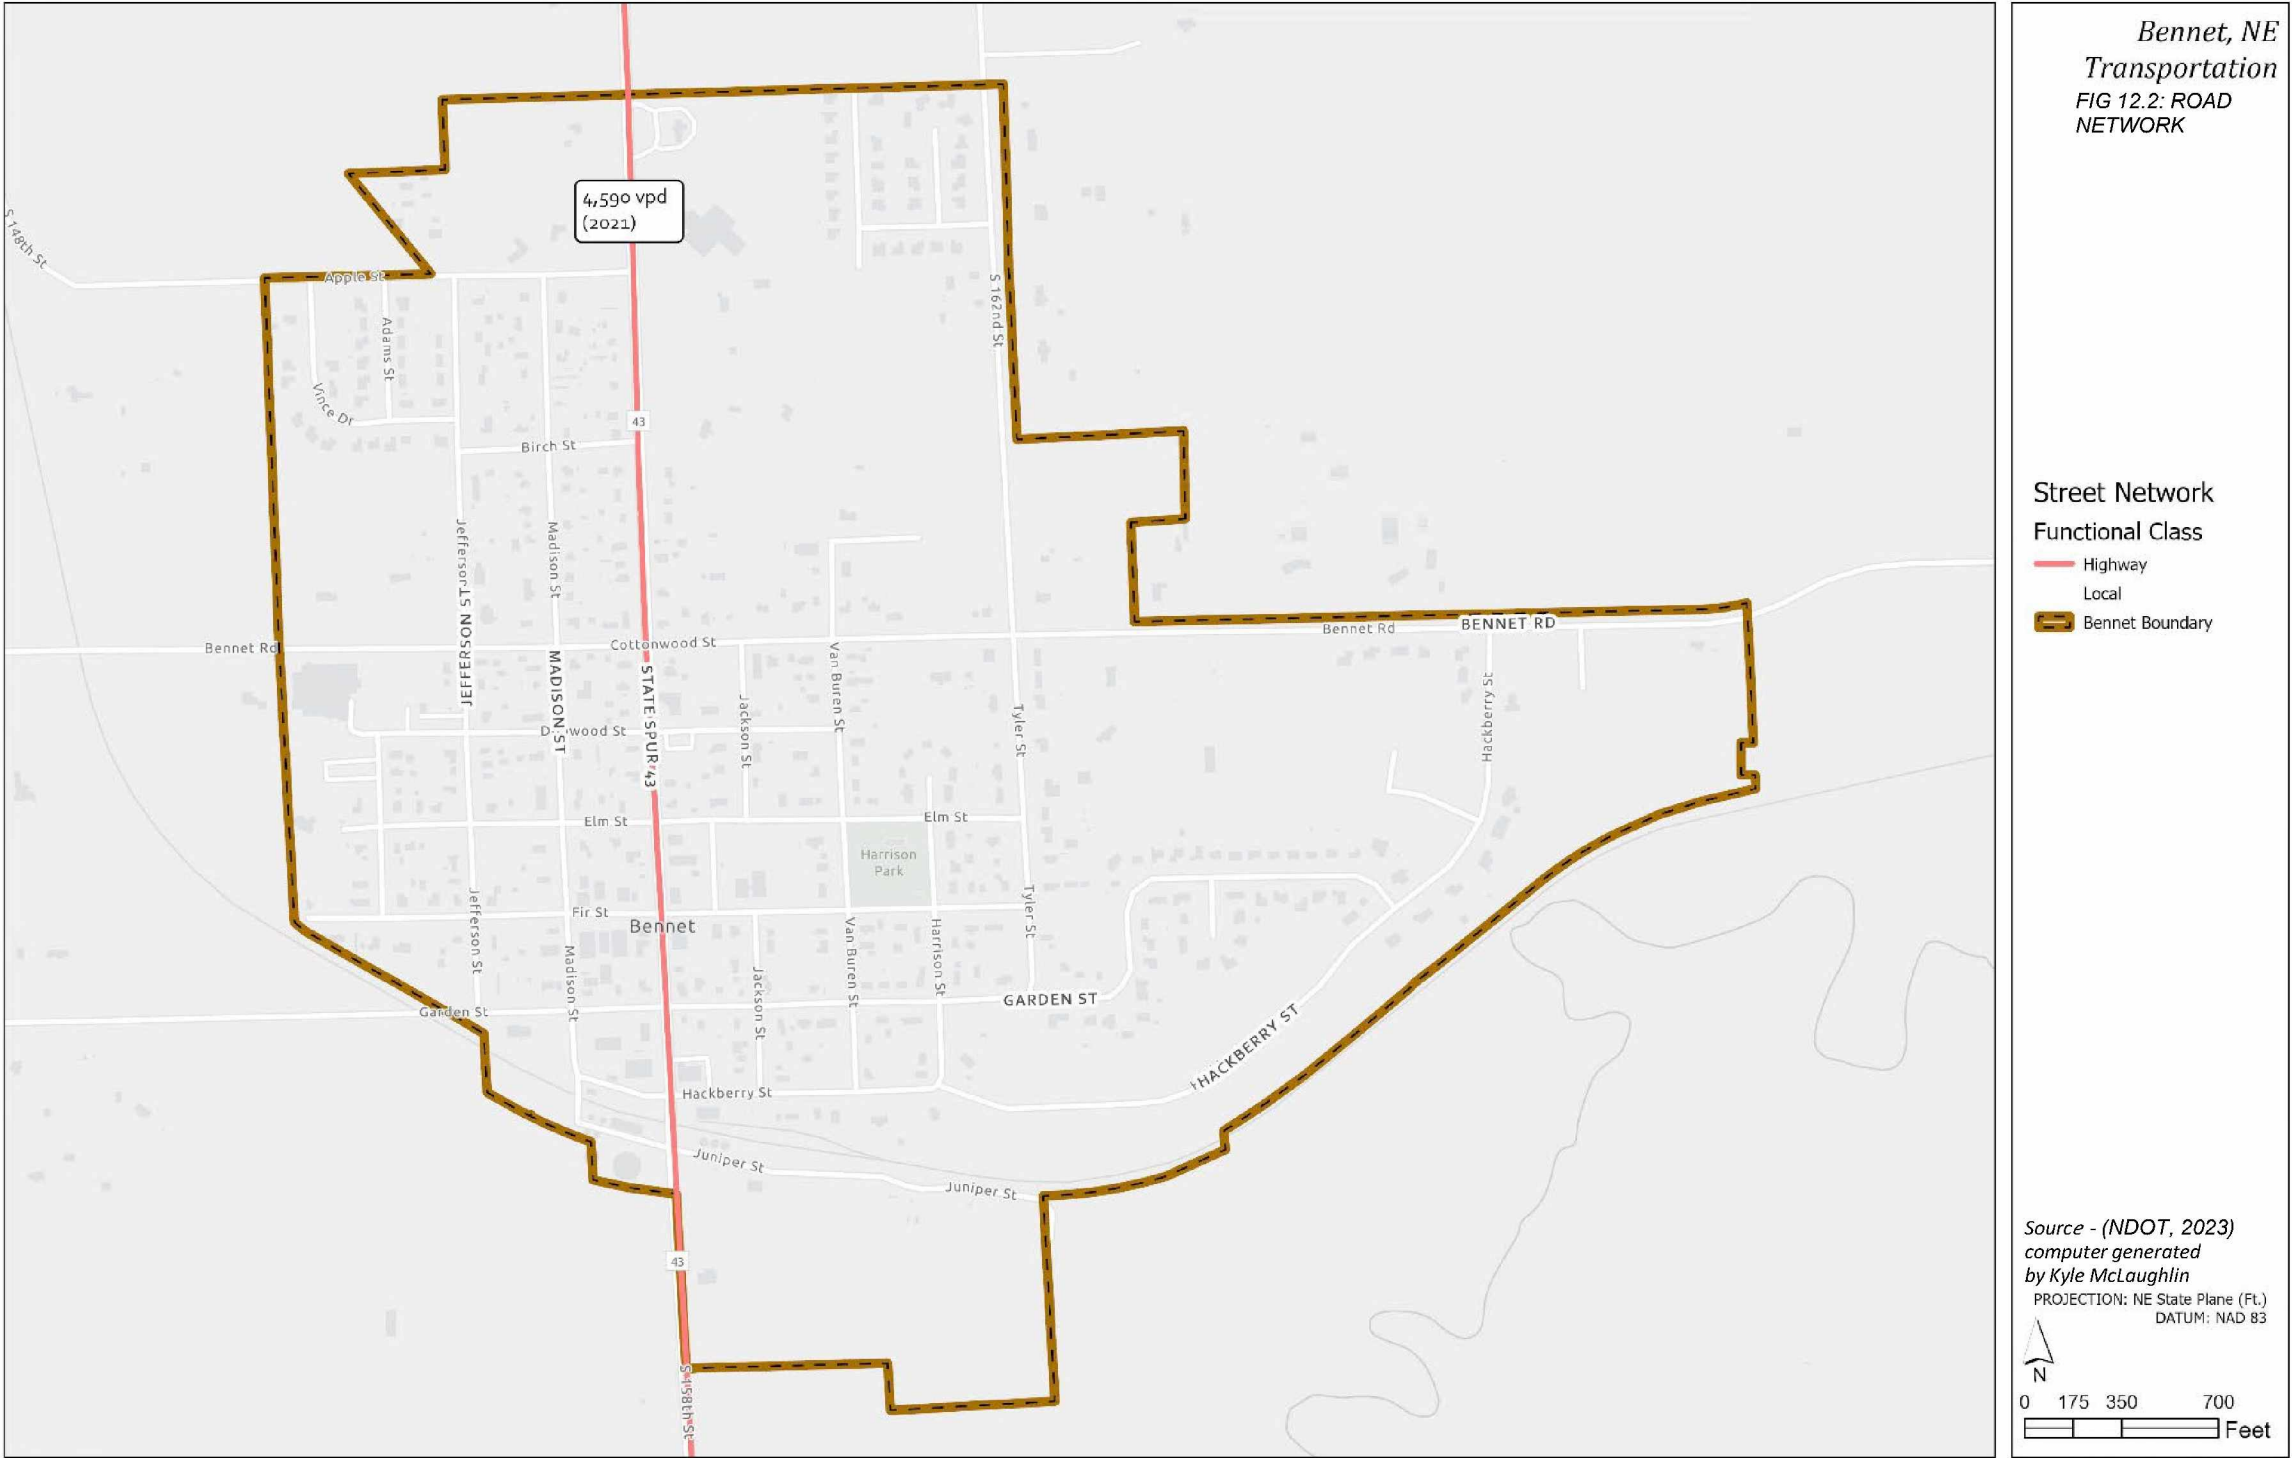 Bennet, NE
Transportation
FIG 12.2: ROAD
NETWORK
4,590 vpd
(2021)
S 148th St
Apple St
Adams St
S 162nd St
Vince Dr
43
Birch St
Jefferson St
Madison St
JEFFERSON ST
Bennet Rd
Cottonwood St
Bennet Rd
BENNET RD
MADISON ST
STATE SPUR 43
Van Buren St
Jackson St
Hackberry St
Tyler St
wood St
Elm St
Elm St
Harrison
Park
Fir St
Bennet
Jefferson St
Tyler St
Madison St
Van Buren St
Harrison St
Jackson St
Garden St
GARDEN ST
HACKBERRY ST
Hackberry St
Juniper St
Juniper St
43
S 158th St
Street Network
Functional Class
Highway
Local
Bennet Boundary
Source - (NDOT, 2023)
computer generated
by Kyle McLaughlin
PROJECTION: NE State Plane (Ft.)
DATUM: NAD 83
N
0 175 350 700
Feet